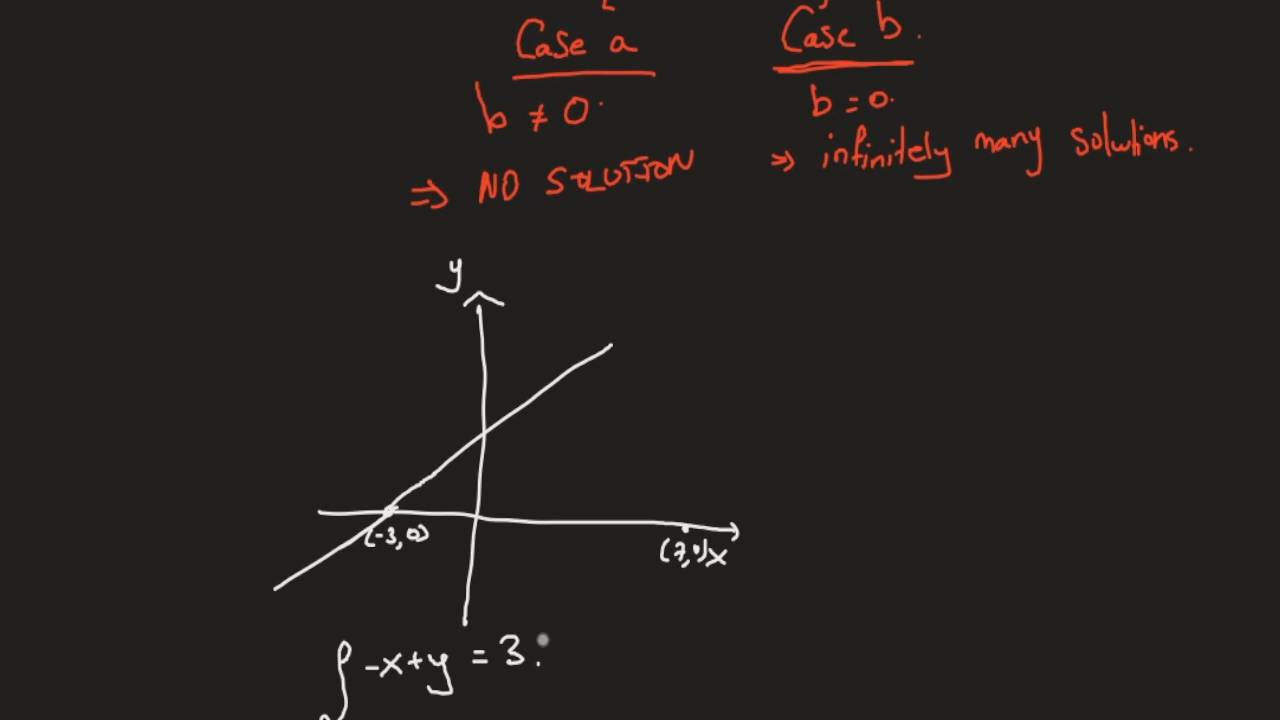 Case a
b ≠ 0.
⇒ NO SOLUTION
Case b.
b = 0.
⇒ infinitely many solutions.
y
(-3, 0)
(7, 0) x
-x+y = 3.